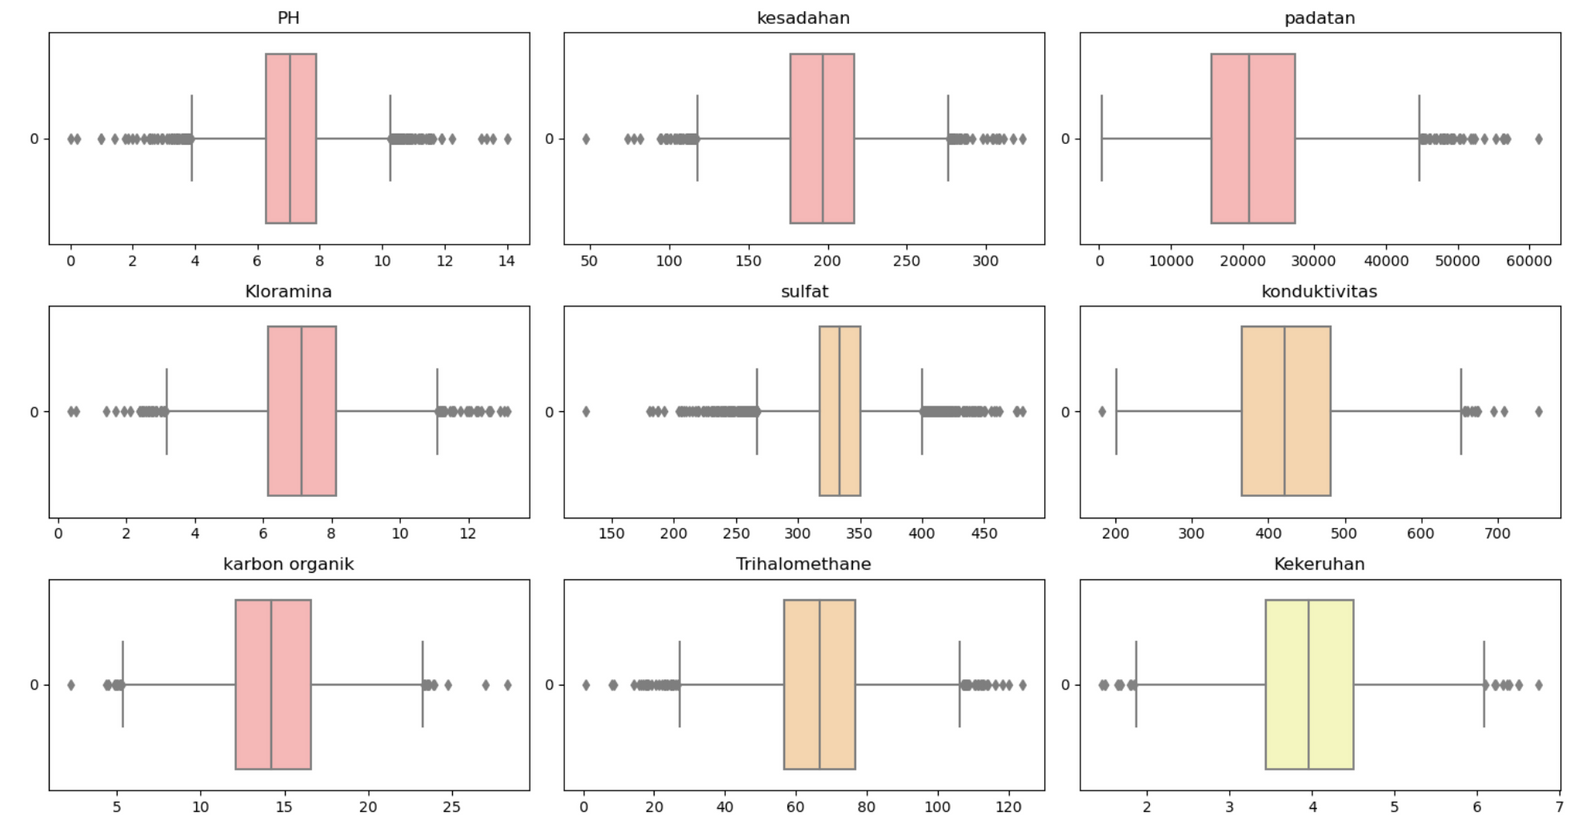 PH
kesadahan
padatan
0
0
0
0 2 4 6 8 10 12 14
50 100 150 200 250 300
0 10000 20000 30000 40000 50000 60000
Kloramina
sulfat
konduktivitas
0
0
0
0 2 4 6 8 10 12
150 200 250 300 350 400 450
200 300 400 500 600 700
karbon organik
Trihalomethane
Kekeruhan
0
0
0
5 10 15 20 25
0 20 40 60 80 100 120
2 3 4 5 6 7